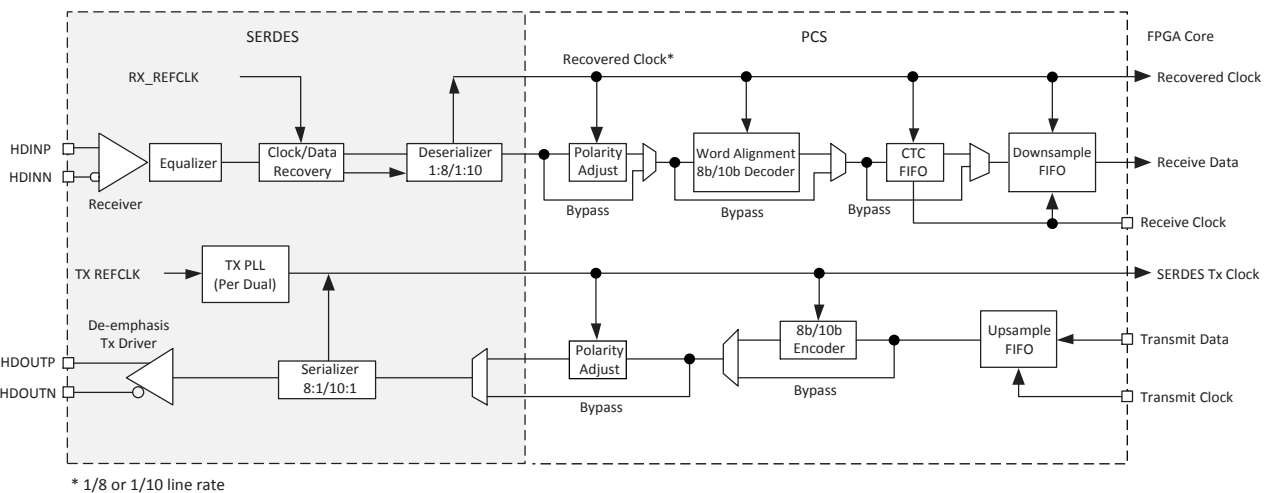 SERDES
PCS
FPGA Core
Recovered Clock*
RX_REFCLK
Recovered Clock
HDINP
HDINN
Receiver
Equalizer
Clock/Data
Recovery
Deserializer
1:8/1:10
Polarity
Adjust
Bypass
Word Alignment
8b/10b Decoder
Bypass
CTC
FIFO
Bypass
Downsample
FIFO
Receive Data
Receive Clock
TX REFCLK
TX PLL
(Per Dual)
SERDES Tx Clock
De-emphasis
Tx Driver
HDOUTP
HDOUTN
Serializer
8:1/10:1
Polarity
Adjust
Bypass
8b/10b
Encoder
Bypass
Upsample
FIFO
Transmit Data
Transmit Clock
* 1/8 or 1/10 line rate